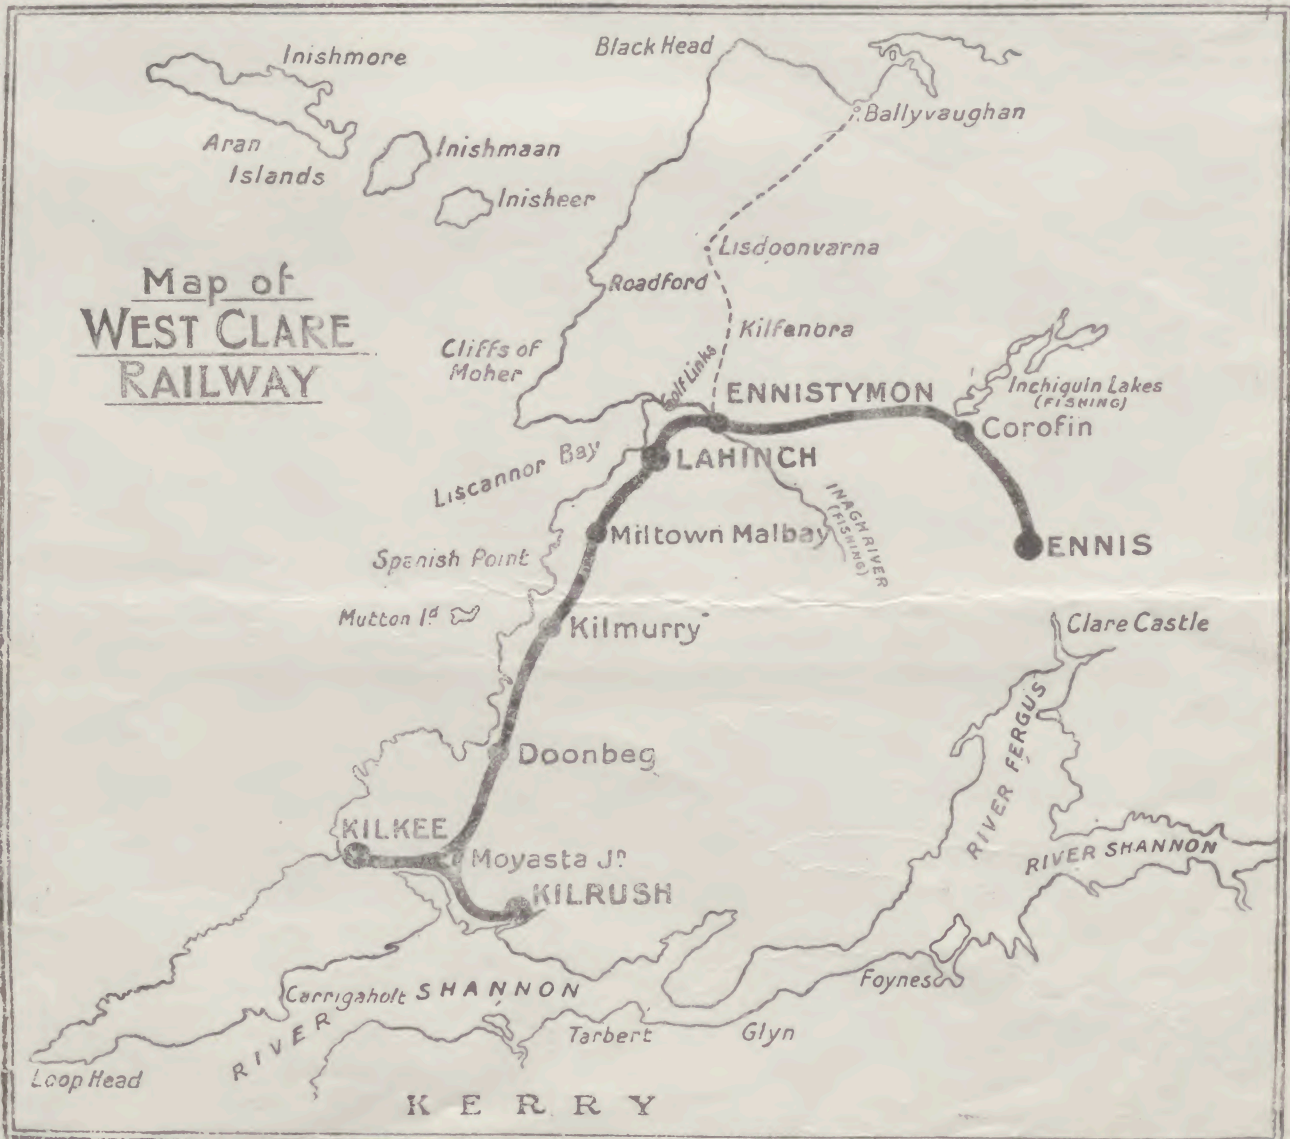 Inishmore
Black Head
Ballyvaughan
Aran
Islands
Inishmaan
Inisheer
Lisdoonvarna
Map of
WEST CLARE
RAILWAY
Roadford
Kilfenora
Cliffs of
Moher
Golf Links
ENNISTYMON
Inchiquin Lakes
(FISHING)
Corofin
Liscannor Bay
LAHINCH
INAGH RIVER
(FISHING)
Miltown Malbay
ENNIS
Spanish Point
Mutton Id
Kilmurry
Clare Castle
RIVER FERGUS
Doonbeg
KILKEE
Moyasta Jn
RIVER SHANNON
KILRUSH
Foynes
Carrigaholt
RIVER SHANNON
Tarbert
Glyn
Loop Head
KERRY